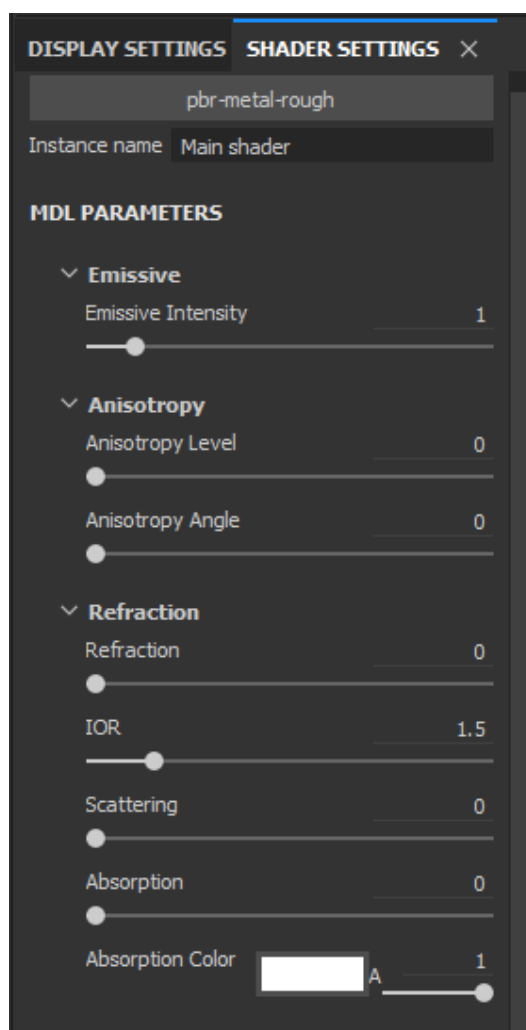 DISPLAY SETTINGS SHADER SETTINGS
pbr-metal-rough
Instance name Main shader
MDL PARAMETERS
Emissive
Emissive Intensity 1
Anisotropy
Anisotropy Level 0
Anisotropy Angle 0
Refraction
Refraction 0
IOR 1.5
Scattering 0
Absorption 0
Absorption Color A 1